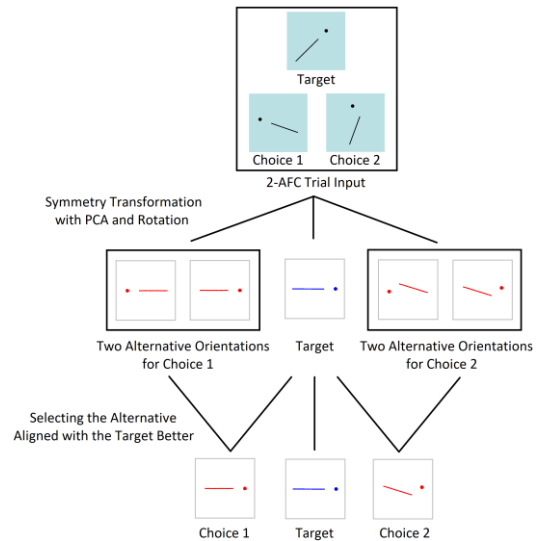 Target
Choice 1
Choice 2
2-AFC Trial Input
Symmetry Transformation
with PCA and Rotation
Two Alternative Orientations
for Choice 1
Target
Two Alternative Orientations
for Choice 2
Selecting the Alternative
Aligned with the Target Better
Choice 1
Target
Choice 2